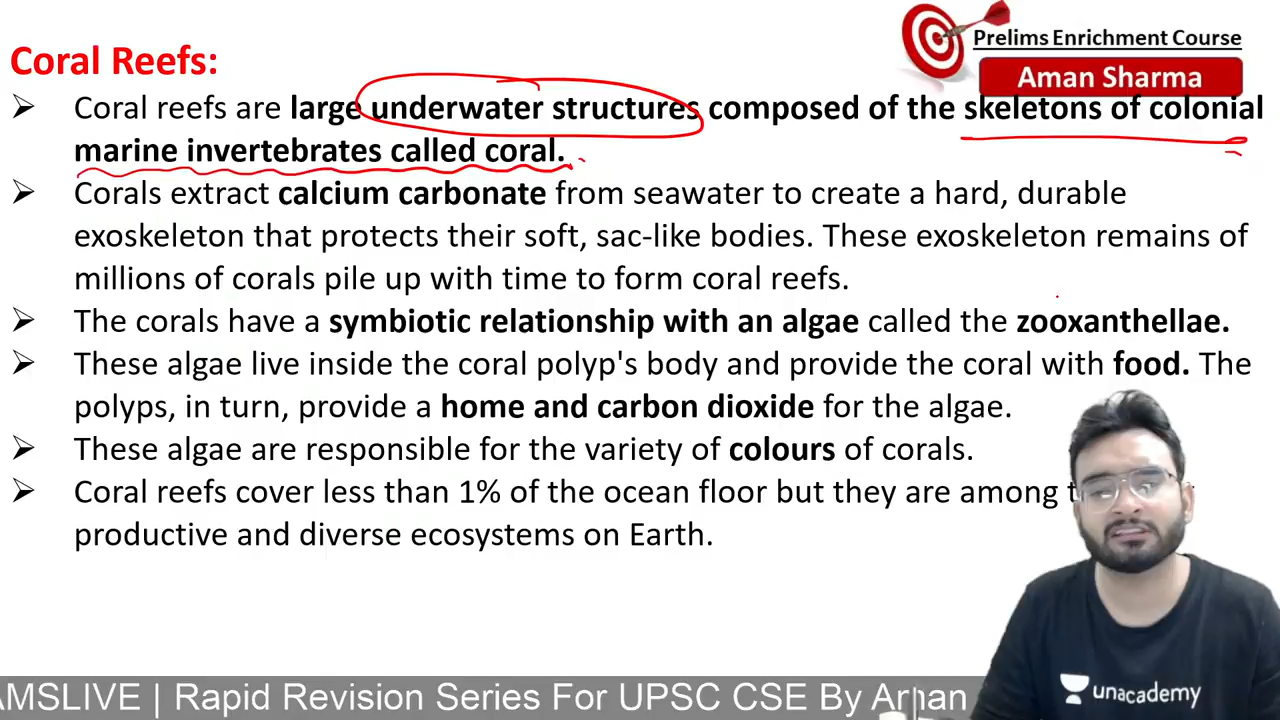 Prelims Enrichment Course
Aman Sharma
Coral Reefs:
➢ Coral reefs are large underwater structures composed of the skeletons of colonial
marine invertebrates called coral.
➢ Corals extract calcium carbonate from seawater to create a hard, durable
exoskeleton that protects their soft, sac-like bodies. These exoskeleton remains of
millions of corals pile up with time to form coral reefs.
➢ The corals have a symbiotic relationship with an algae called the zooxanthellae.
➢ These algae live inside the coral polyp's body and provide the coral with food. The
polyps, in turn, provide a home and carbon dioxide for the algae.
➢ These algae are responsible for the variety of colours of corals.
➢ Coral reefs cover less than 1% of the ocean floor but they are among
productive and diverse ecosystems on Earth.
unacademy
AMSLIVE | Rapid Revision Series For UPSC CSE By Aman